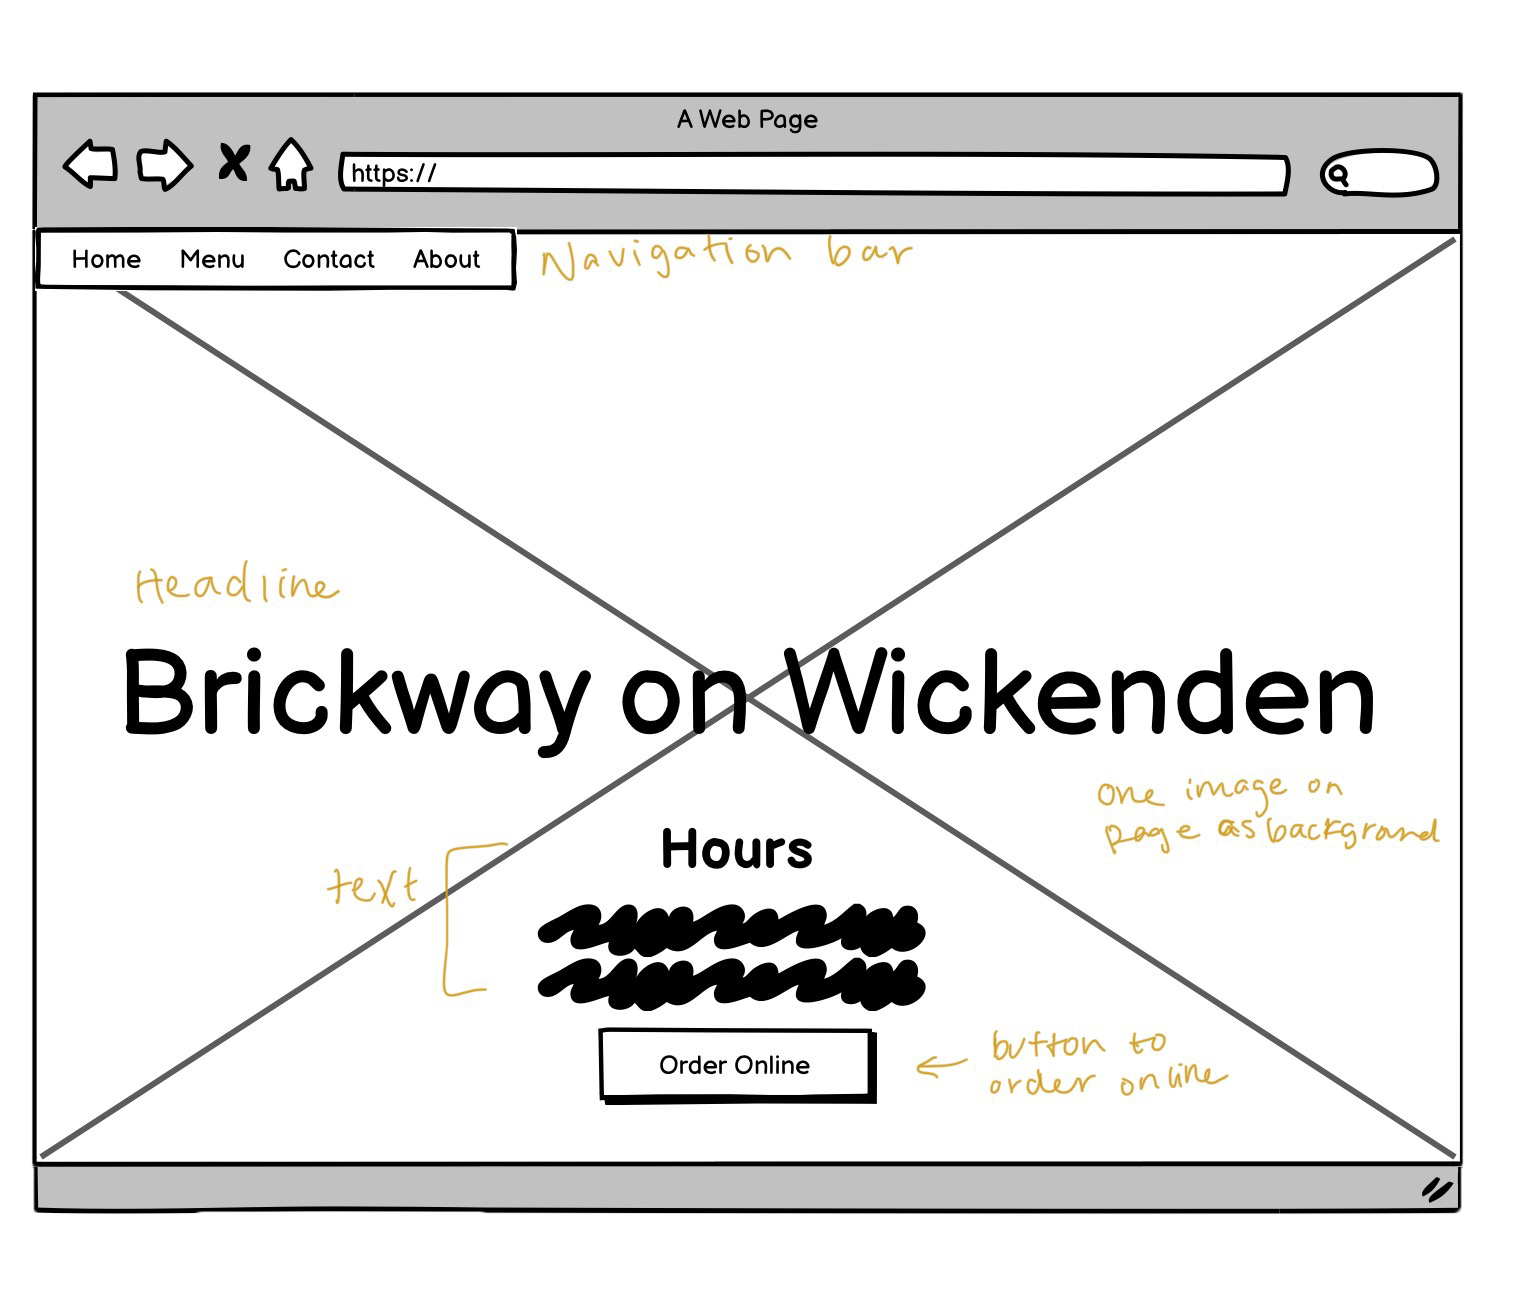 A Web Page
https://
Home Menu Contact About
Navigation bar
Headline
Brickway on Wickenden
one image on
page as background
Hours
text
Order Online
button to
order online